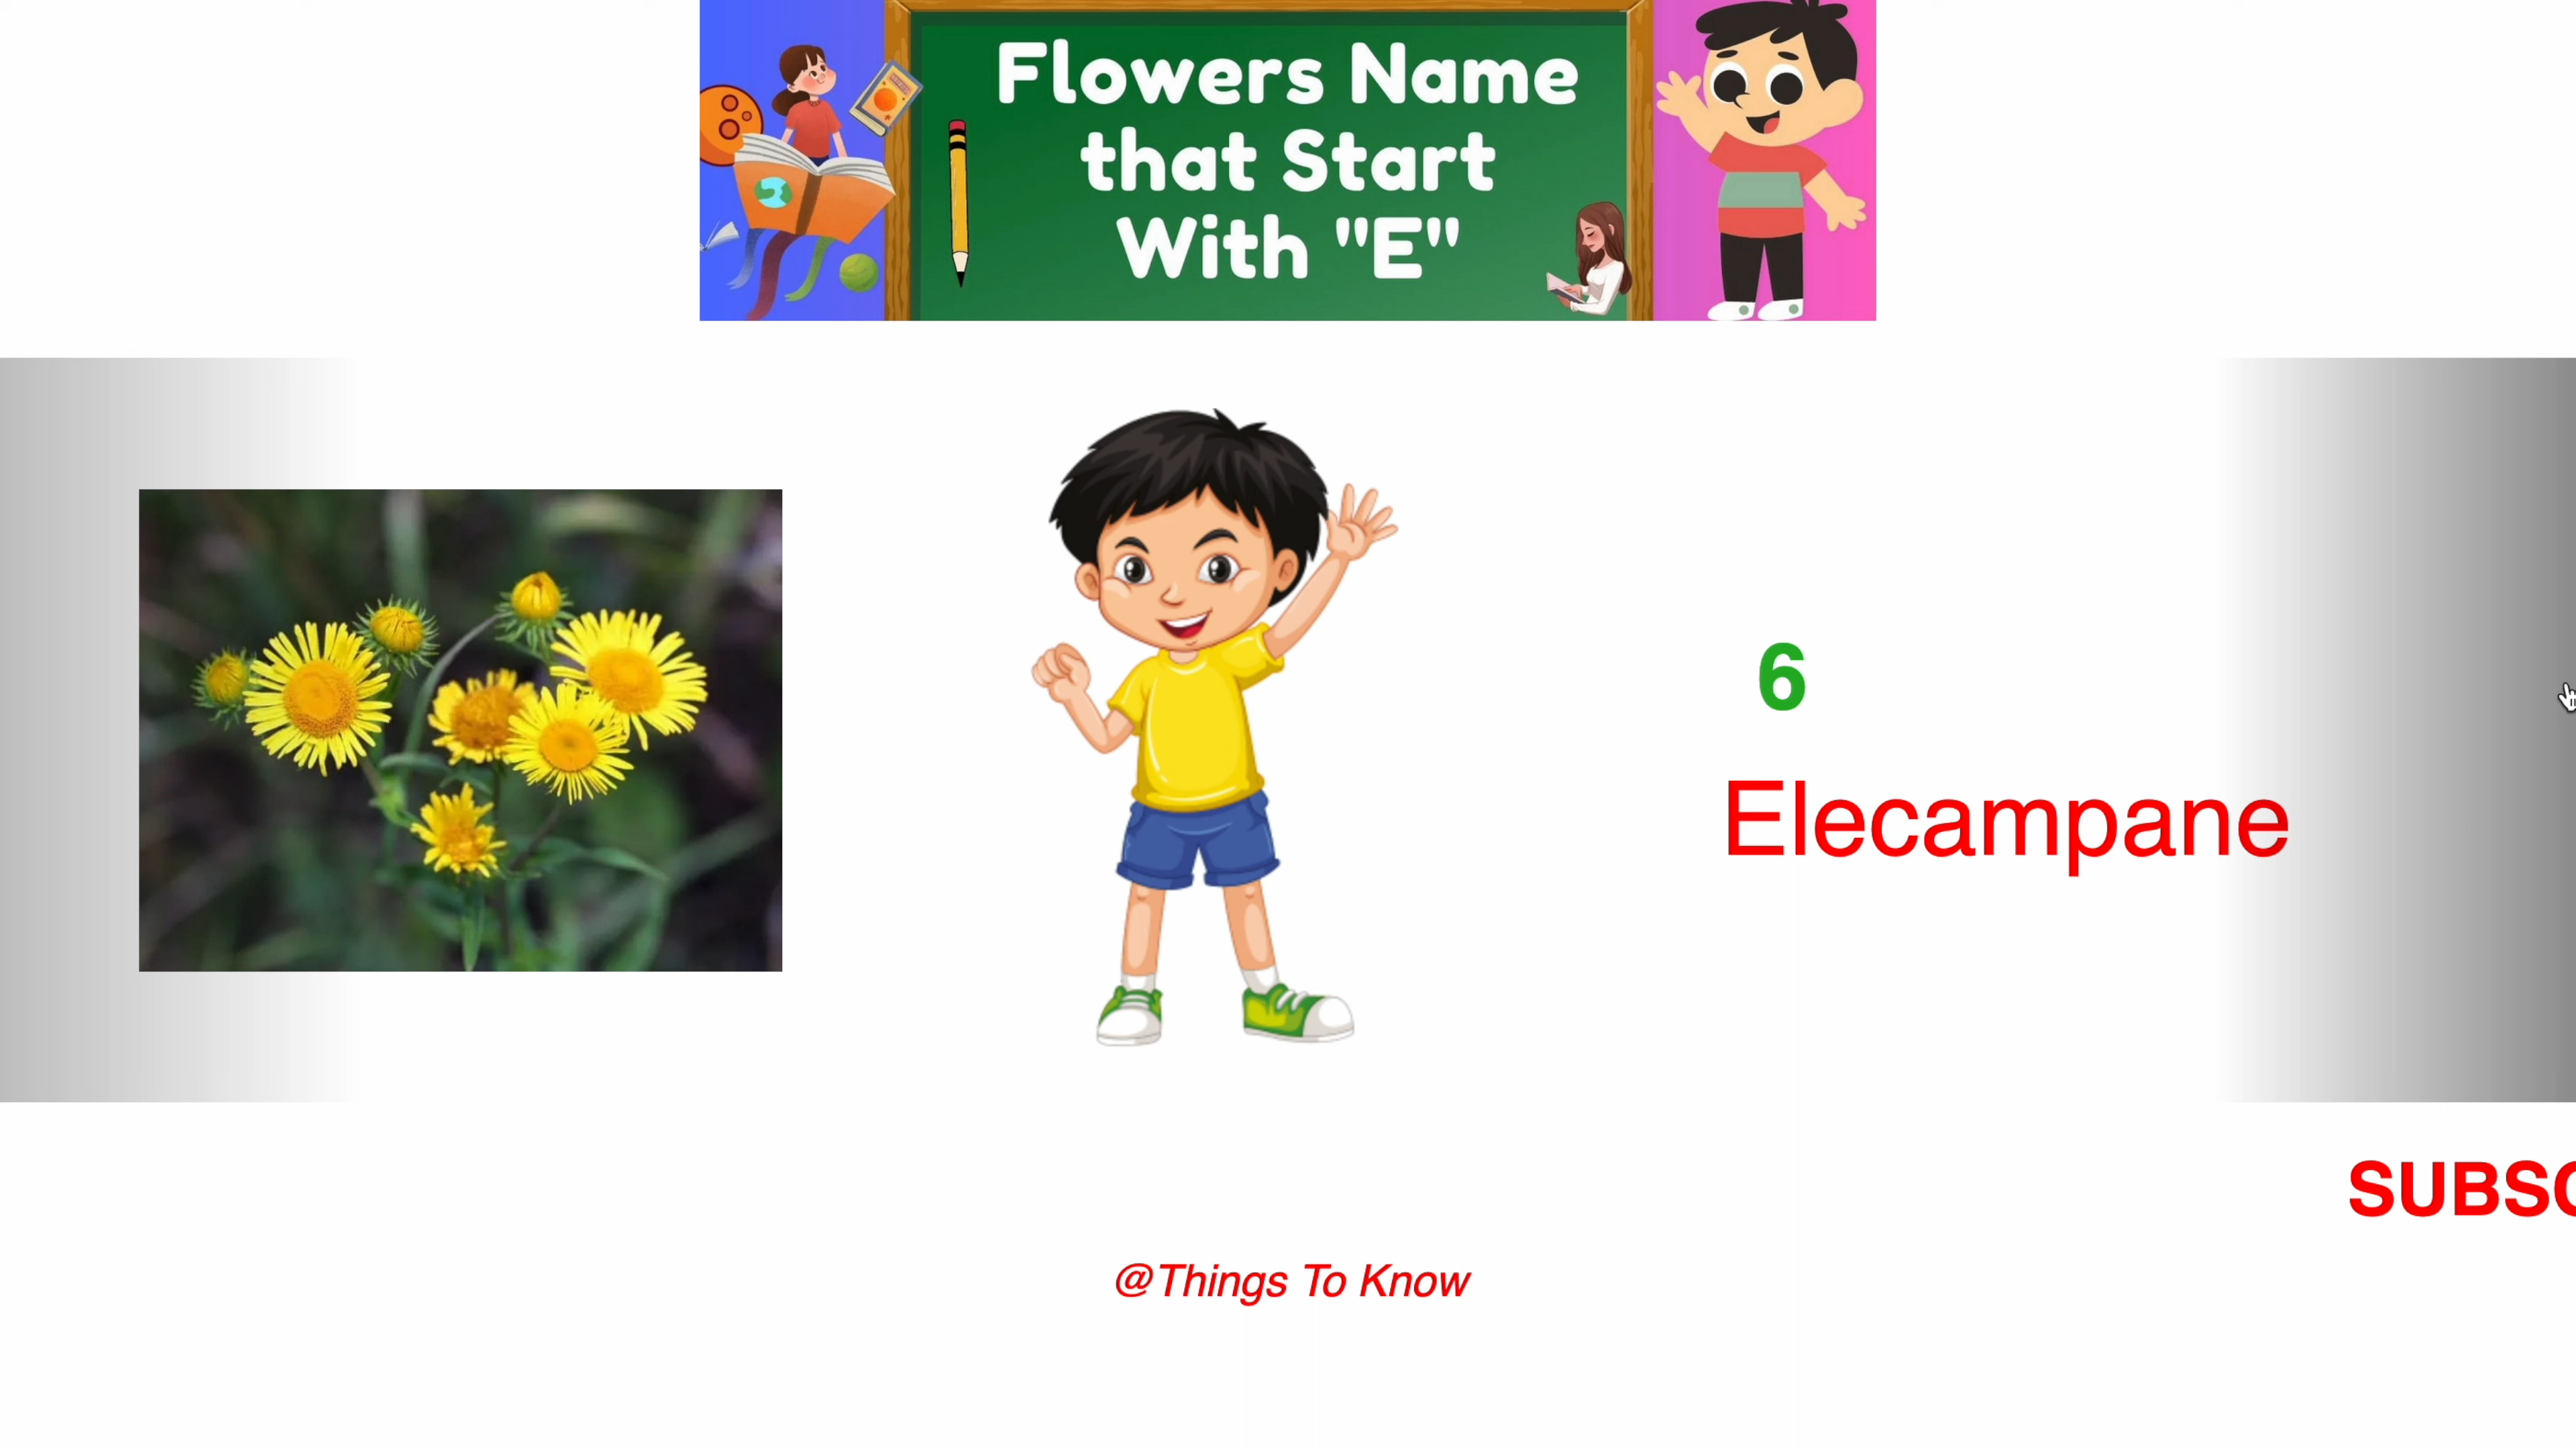 Flowers Name
that Start
With "E"
6
Elecampane
SUBSC
@Things To Know